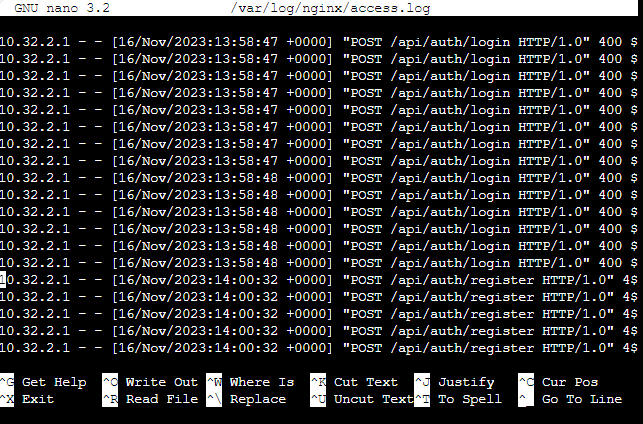 GNU nano 3.2 /var/log/nginx/access.log
10.32.2.1 - - [16/Nov/2023:13:58:47 +0000] "POST /api/auth/login HTTP/1.0" 400 $
10.32.2.1 - - [16/Nov/2023:13:58:47 +0000] "POST /api/auth/login HTTP/1.0" 400 $
10.32.2.1 - - [16/Nov/2023:13:58:47 +0000] "POST /api/auth/login HTTP/1.0" 400 $
10.32.2.1 - - [16/Nov/2023:13:58:47 +0000] "POST /api/auth/login HTTP/1.0" 400 $
10.32.2.1 - - [16/Nov/2023:13:58:47 +0000] "POST /api/auth/login HTTP/1.0" 400 $
10.32.2.1 - - [16/Nov/2023:13:58:47 +0000] "POST /api/auth/login HTTP/1.0" 400 $
10.32.2.1 - - [16/Nov/2023:13:58:47 +0000] "POST /api/auth/login HTTP/1.0" 400 $
10.32.2.1 - - [16/Nov/2023:13:58:47 +0000] "POST /api/auth/login HTTP/1.0" 400 $
10.32.2.1 - - [16/Nov/2023:13:58:48 +0000] "POST /api/auth/login HTTP/1.0" 400 $
10.32.2.1 - - [16/Nov/2023:13:58:48 +0000] "POST /api/auth/login HTTP/1.0" 400 $
10.32.2.1 - - [16/Nov/2023:13:58:48 +0000] "POST /api/auth/login HTTP/1.0" 400 $
10.32.2.1 - - [16/Nov/2023:13:58:48 +0000] "POST /api/auth/login HTTP/1.0" 400 $
10.32.2.1 - - [16/Nov/2023:13:58:48 +0000] "POST /api/auth/login HTTP/1.0" 400 $
10.32.2.1 - - [16/Nov/2023:13:58:48 +0000] "POST /api/auth/login HTTP/1.0" 400 $
10.32.2.1 - - [16/Nov/2023:14:00:32 +0000] "POST /api/auth/register HTTP/1.0" 4$
10.32.2.1 - - [16/Nov/2023:14:00:32 +0000] "POST /api/auth/register HTTP/1.0" 4$
10.32.2.1 - - [16/Nov/2023:14:00:32 +0000] "POST /api/auth/register HTTP/1.0" 4$
10.32.2.1 - - [16/Nov/2023:14:00:32 +0000] "POST /api/auth/register HTTP/1.0" 4$
10.32.2.1 - - [16/Nov/2023:14:00:32 +0000] "POST /api/auth/register HTTP/1.0" 4$
^G Get Help ^O Write Out ^W Where Is ^K Cut Text ^J Justify ^C Cur Pos
^X Exit ^R Read File ^\ Replace ^U Uncut Text ^T To Spell ^_ Go To Line